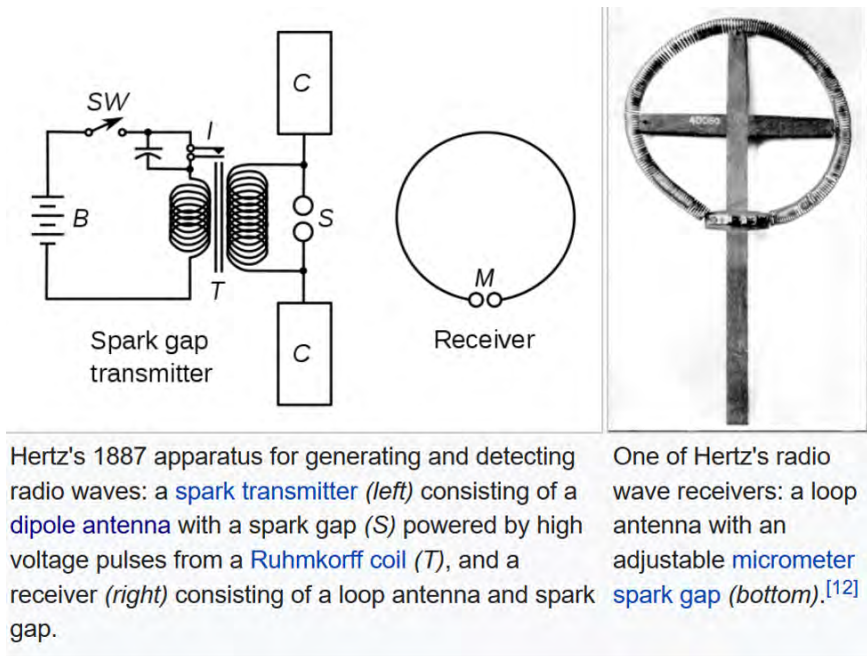 SW
I
C
B
S
T
M
C
Spark gap
transmitter
Receiver
40060
Hertz's 1887 apparatus for generating and detecting
radio waves: a spark transmitter (left) consisting of a
dipole antenna with a spark gap (S) powered by high
voltage pulses from a Ruhmkorff coil (T), and a
receiver (right) consisting of a loop antenna and spark
gap.
One of Hertz's radio
wave receivers: a loop
antenna with an
adjustable micrometer
spark gap (bottom).[12]